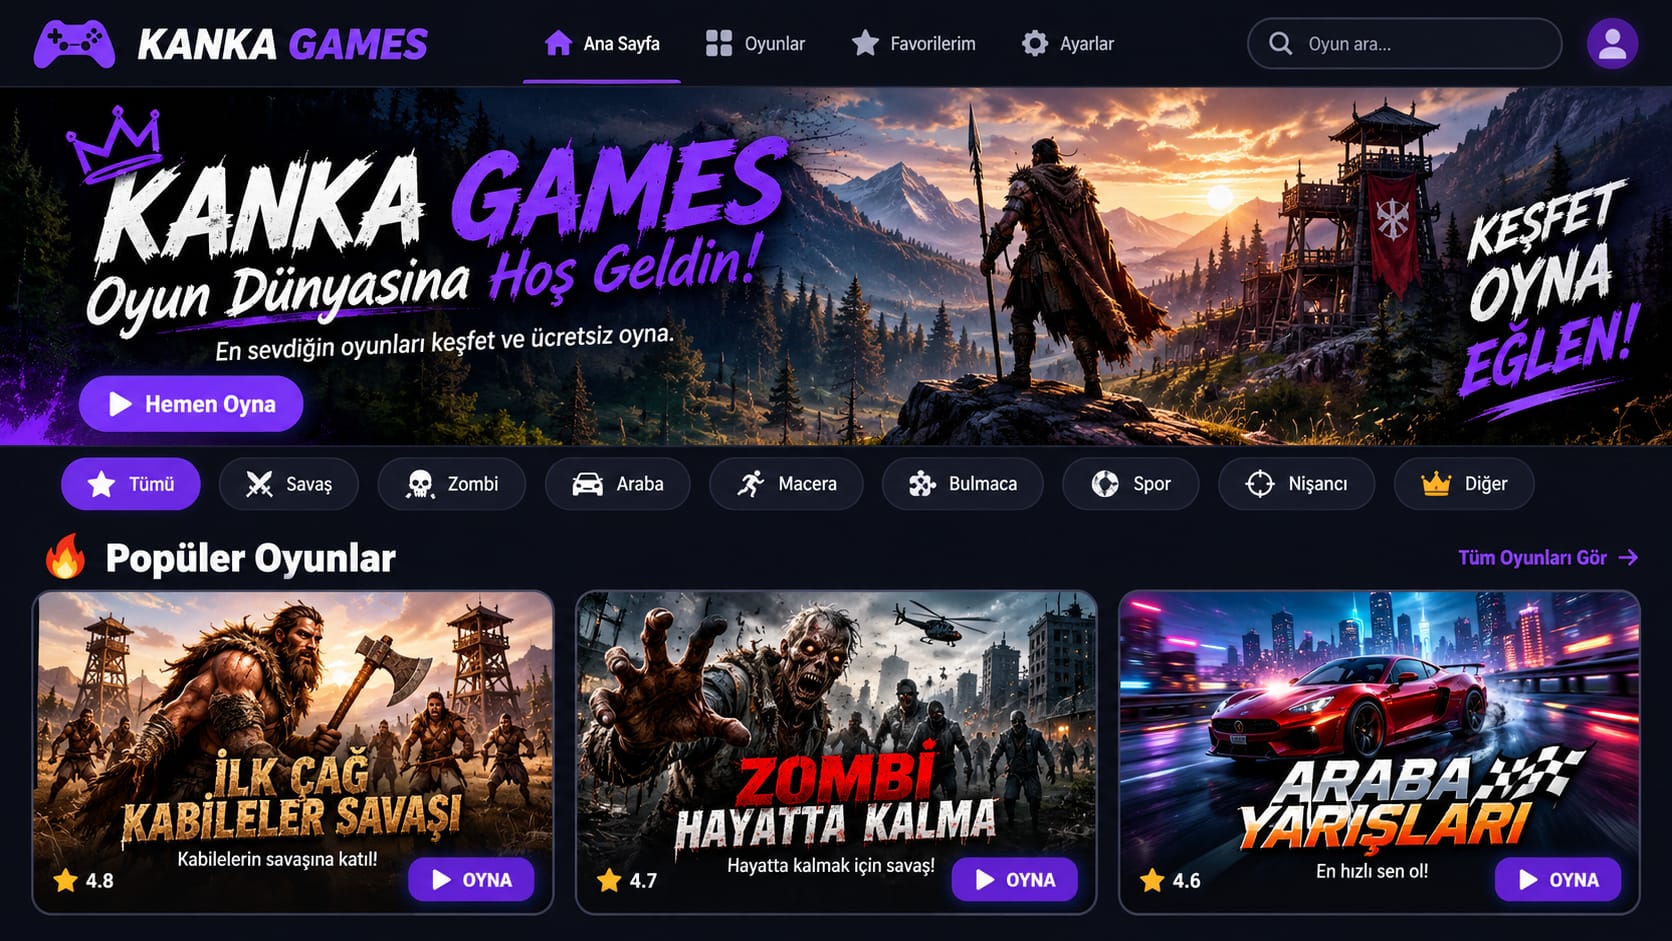 KANKA GAMES
Ana Sayfa
Oyunlar
Favorilerim
Ayarlar
Oyun ara...
KANKA GAMES
Oyun Dünyasina Hoş Geldin!
En sevdiğin oyunları keşfet ve ücretsiz oyna.
Hemen Oyna
KEŞFET
OYNA
EĞLEN!
Tümü
Savaş
Zombi
Araba
Macera
Bulmaca
Spor
Nişancı
Diğer
Popüler Oyunlar
Tüm Oyunları Gör
İLK ÇAĞ
KABİLELER SAVAŞI
Kabilelerin savaşına katıl!
4.8
OYNA
ZOMBİ
HAYATTA KALMA
Hayatta kalmak için savaş!
4.7
OYNA
ARABA
YARIŞLARI
En hızlı sen ol!
4.6
OYNA